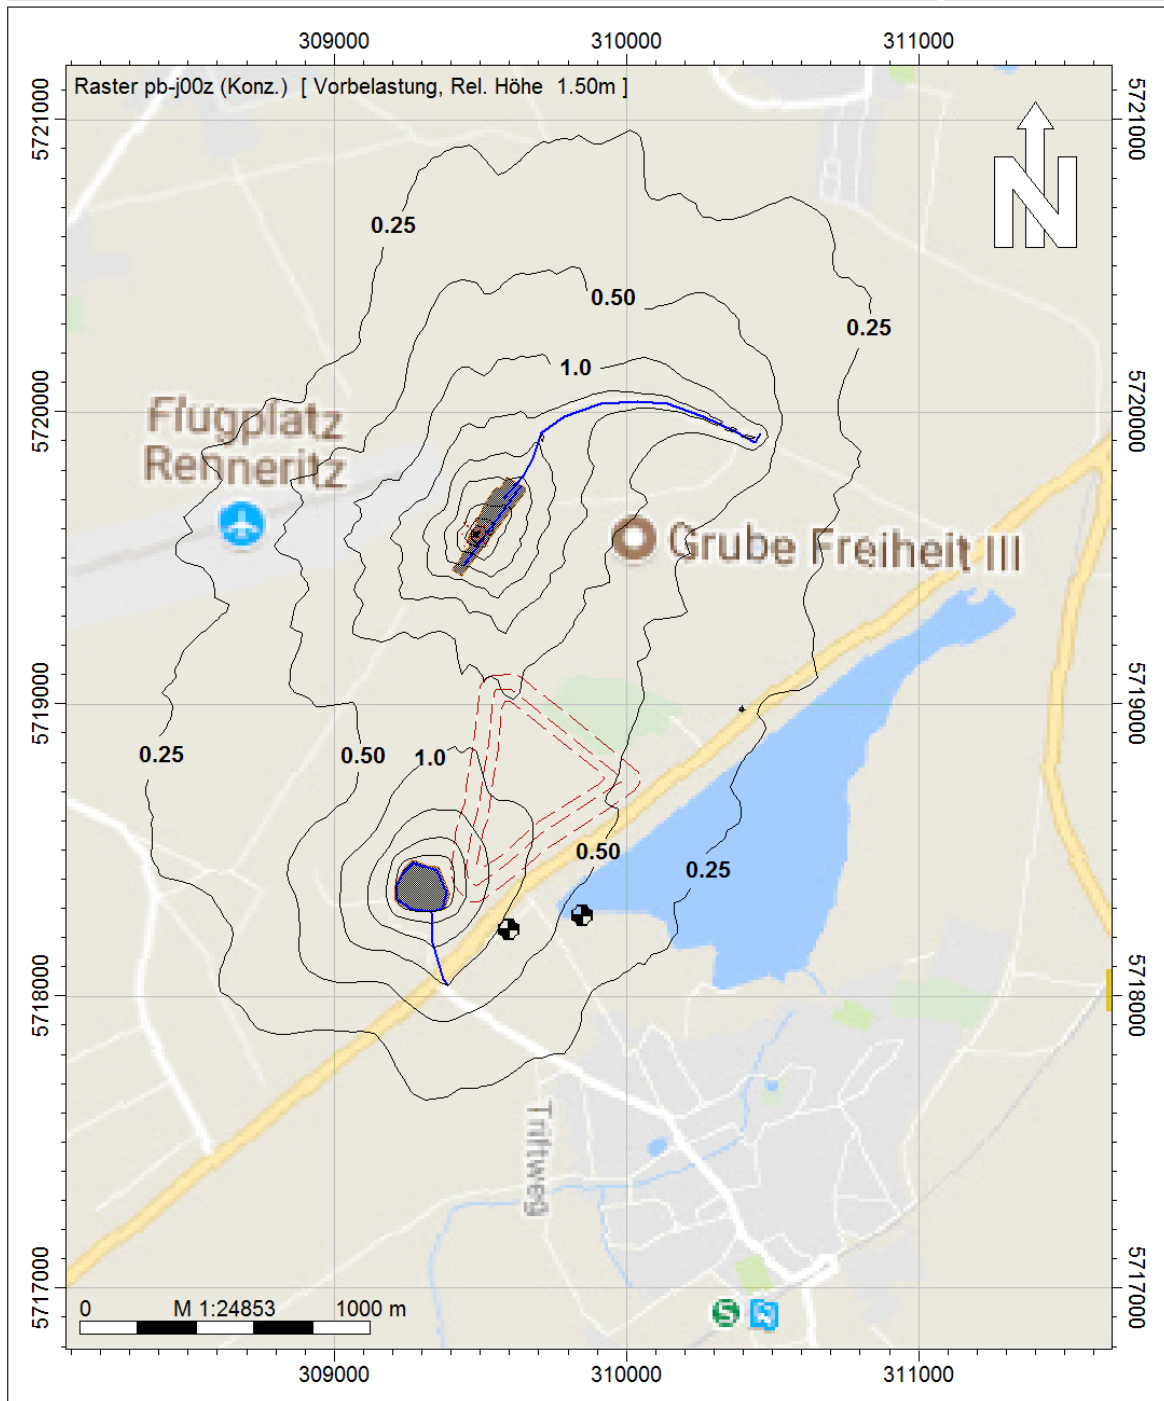 309000 310000 311000
Raster pb-j00z (Konz.) [ Vorbelastung, Rel. Höhe 1.50m ]
5721000 5721000
N
0.25
0.50
0.25
1.0
5720000 5720000
Flugplatz
Renneritz
Grube Freiheit III
5719000 5719000
0.25 0.50 1.0
0.50
0.25
5718000 5718000
Triftweg
5717000 5717000
0 M 1:24853 1000 m
S
309000 310000 311000